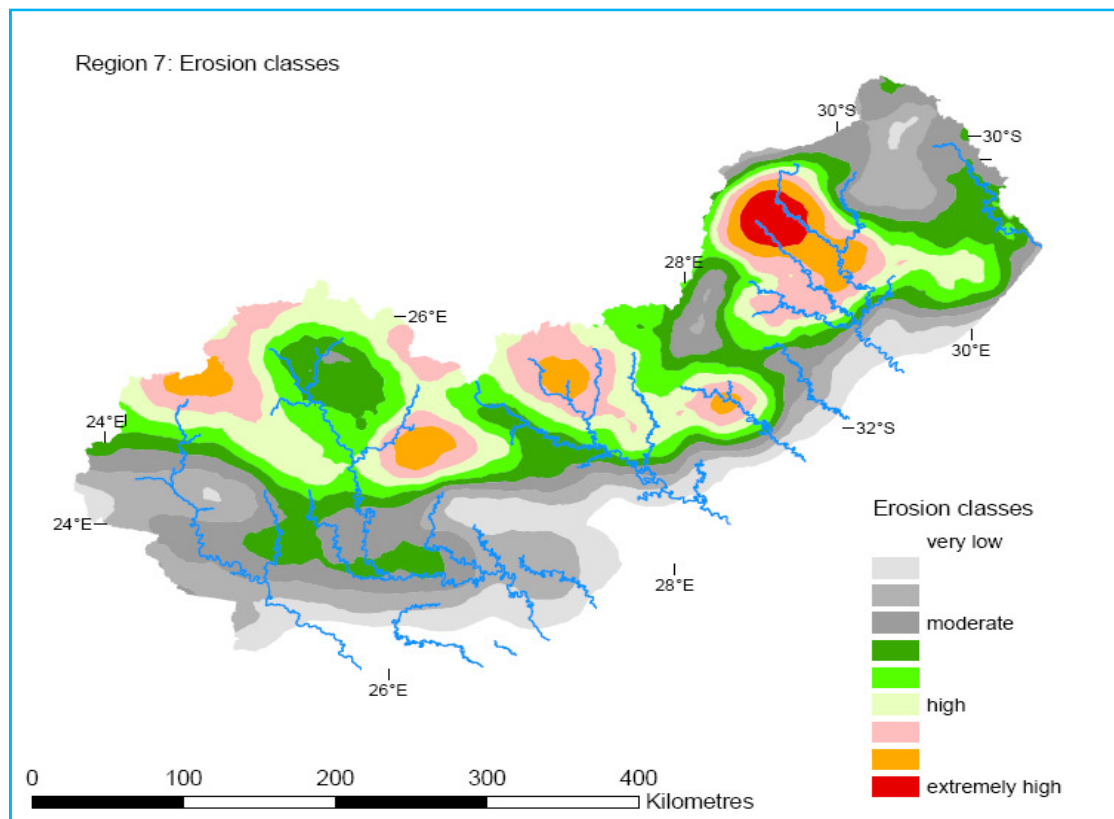 Region 7: Erosion classes
30°S
30°S
28°E
26°E
30°E
24°E
32°S
24°E
28°E
26°E
Erosion classes
very low
moderate
high
extremely high
0 100 200 300 400
Kilometres